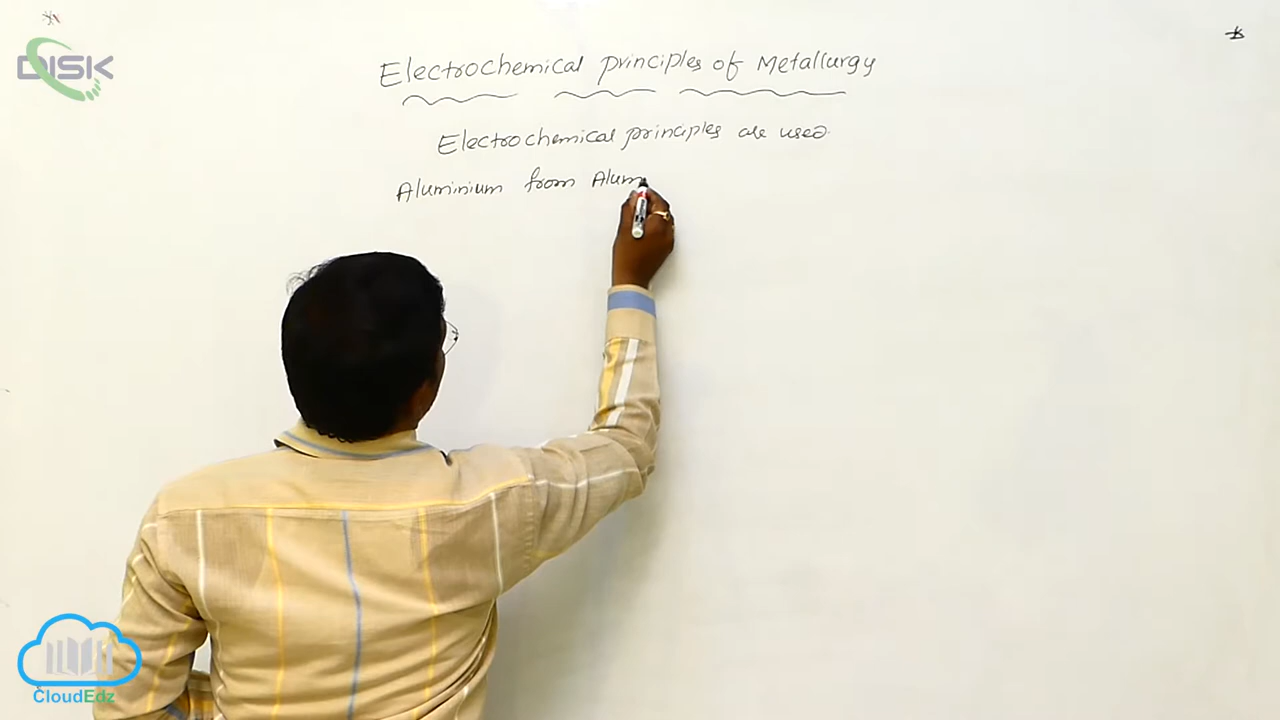 DISK
Electrochemical principles of Metallurgy
Electrochemical principles are used.
Aluminium from Alum
CloudEdz